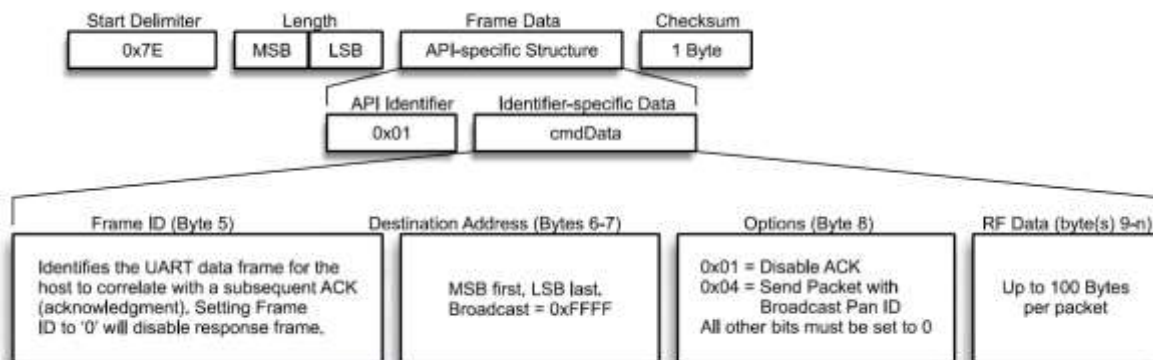 Start Delimiter Length Frame Data Checksum
0x7E MSB LSB API-specific Structure 1 Byte
API Identifier Identifier-specific Data
0x01 cmdData
Frame ID (Byte 5)
Identifies the UART data frame for the
host to correlate with a subsequent ACK
(acknowledgment). Setting Frame
ID to '0' will disable response frame.
Destination Address (Bytes 6-7)
MSB first, LSB last,
Broadcast = 0xFFFF
Options (Byte 8)
0x01 = Disable ACK
0x04 = Send Packet with
Broadcast Pan ID
All other bits must be set to 0
RF Data (byte(s) 9-n)
Up to 100 Bytes
per packet